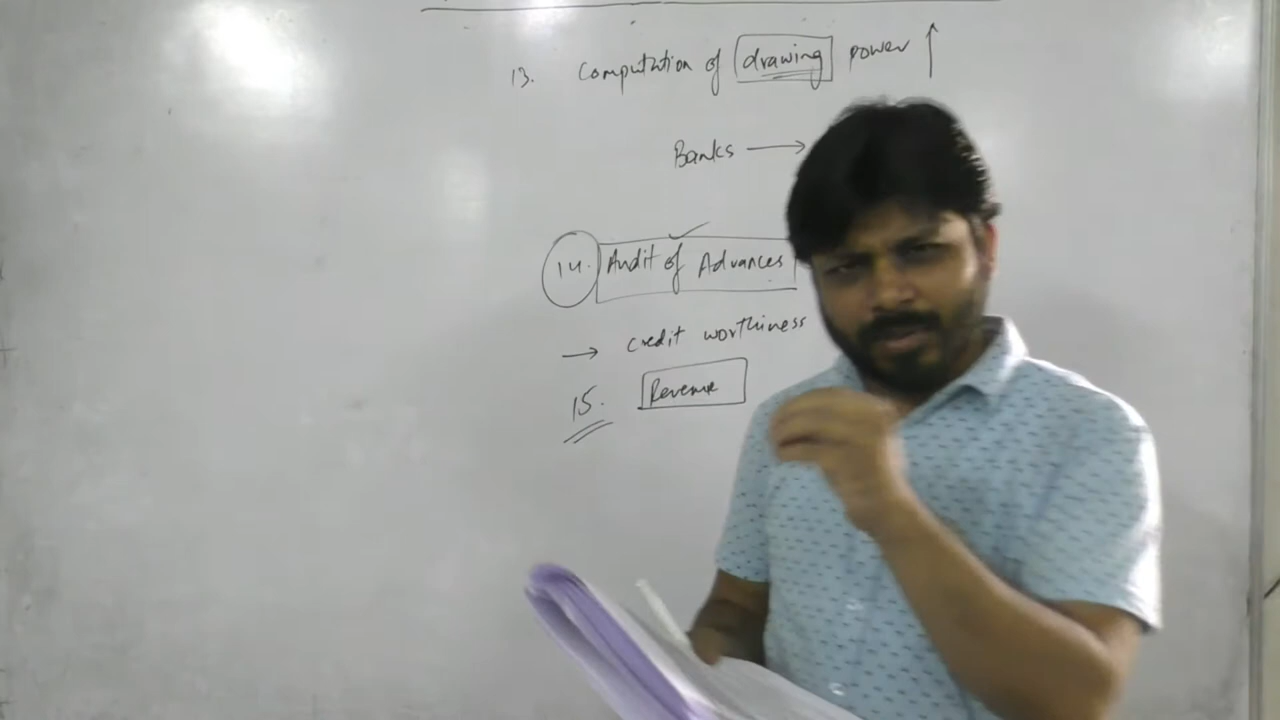 13. Computation of drawing power ↑
Banks →
14. Audit of Advances
→ credit worthiness
15. Revenue